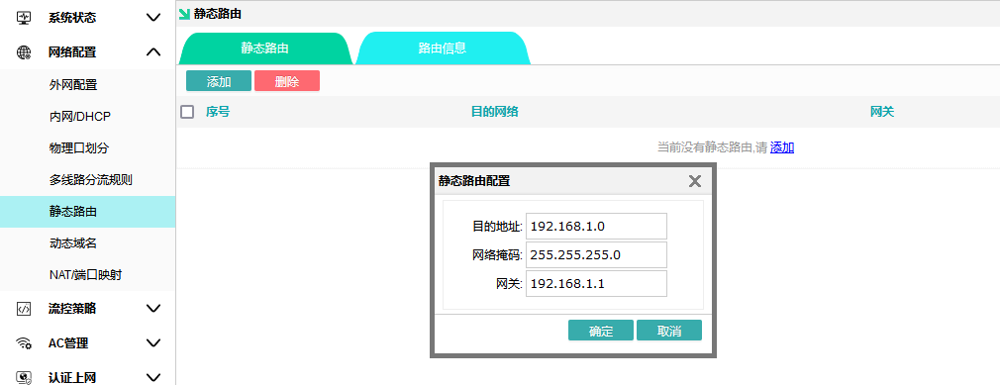 系统状态
网络配置
外网配置
内网/DHCP
物理口划分
多线路分流规则
静态路由
动态域名
NAT/端口映射
流控策略
AC管理
认证上网
静态路由
静态路由 路由信息
添加 删除
序号 目的网络 网关
当前没有静态路由,请 添加
静态路由配置
目的地址: 192.168.1.0
网络掩码: 255.255.255.0
网关: 192.168.1.1
确定 取消